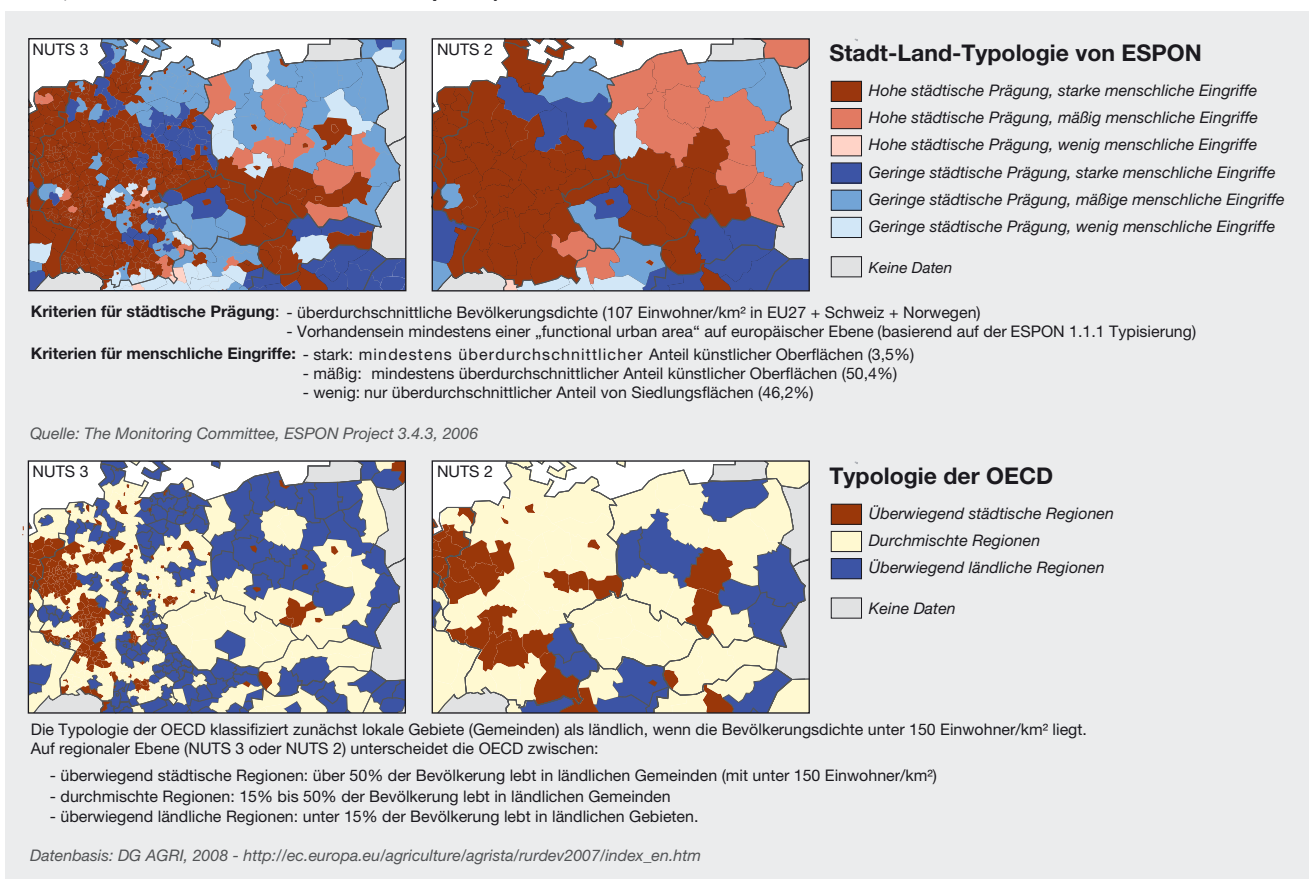 NUTS 3
NUTS 2
Stadt-Land-Typologie von ESPON
Hohe städtische Prägung, starke menschliche Eingriffe
Hohe städtische Prägung, mäßig menschliche Eingriffe
Hohe städtische Prägung, wenig menschliche Eingriffe
Geringe städtische Prägung, starke menschliche Eingriffe
Geringe städtische Prägung, mäßige menschliche Eingriffe
Geringe städtische Prägung, wenig menschliche Eingriffe
Keine Daten
Kriterien für städtische Prägung: - überdurchschnittliche Bevölkerungsdichte (107 Einwohner/km² in EU27 + Schweiz + Norwegen)
- Vorhandensein mindestens einer „functional urban area" auf europäischer Ebene (basierend auf der ESPON 1.1.1 Typisierung)
Kriterien für menschliche Eingriffe: - stark: mindestens überdurchschnittlicher Anteil künstlicher Oberflächen (3,5%)
- mäßig: mindestens überdurchschnittlicher Anteil künstlicher Oberflächen (50,4%)
- wenig: nur überdurchschnittlicher Anteil von Siedlungsflächen (46,2%)
Quelle: The Monitoring Committee, ESPON Project 3.4.3, 2006
NUTS 3
NUTS 2
Typologie der OECD
Überwiegend städtische Regionen
Durchmischte Regionen
Überwiegend ländliche Regionen
Keine Daten
Die Typologie der OECD klassifiziert zunächst lokale Gebiete (Gemeinden) als ländlich, wenn die Bevölkerungsdichte unter 150 Einwohner/km² liegt.
Auf regionaler Ebene (NUTS 3 oder NUTS 2) unterscheidet die OECD zwischen:
- überwiegend städtische Regionen: über 50% der Bevölkerung lebt in ländlichen Gemeinden (mit unter 150 Einwohner/km²)
- durchmischte Regionen: 15% bis 50% der Bevölkerung lebt in ländlichen Gemeinden
- überwiegend ländliche Regionen: unter 15% der Bevölkerung lebt in ländlichen Gebieten.
Datenbasis: DG AGRI, 2008 - http://ec.europa.eu/agriculture/agrista/rurdev2007/index_en.htm